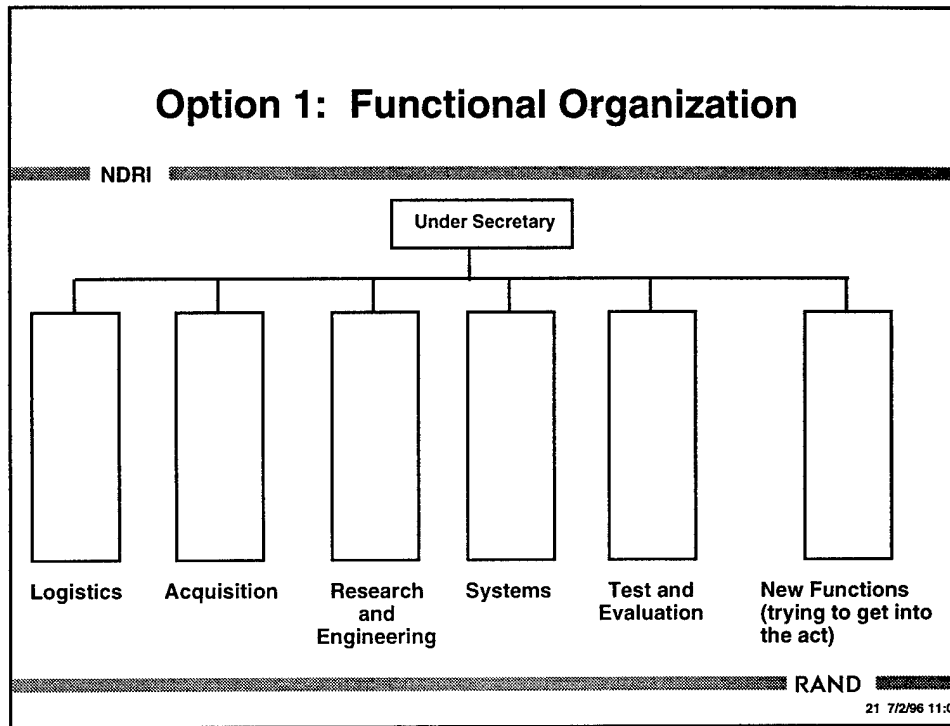 Option 1: Functional Organization
NDRI
Under Secretary
Logistics
Acquisition
Research
and
Engineering
Systems
Test and
Evaluation
New Functions
(trying to get into
the act)
RAND
21 7/2/96